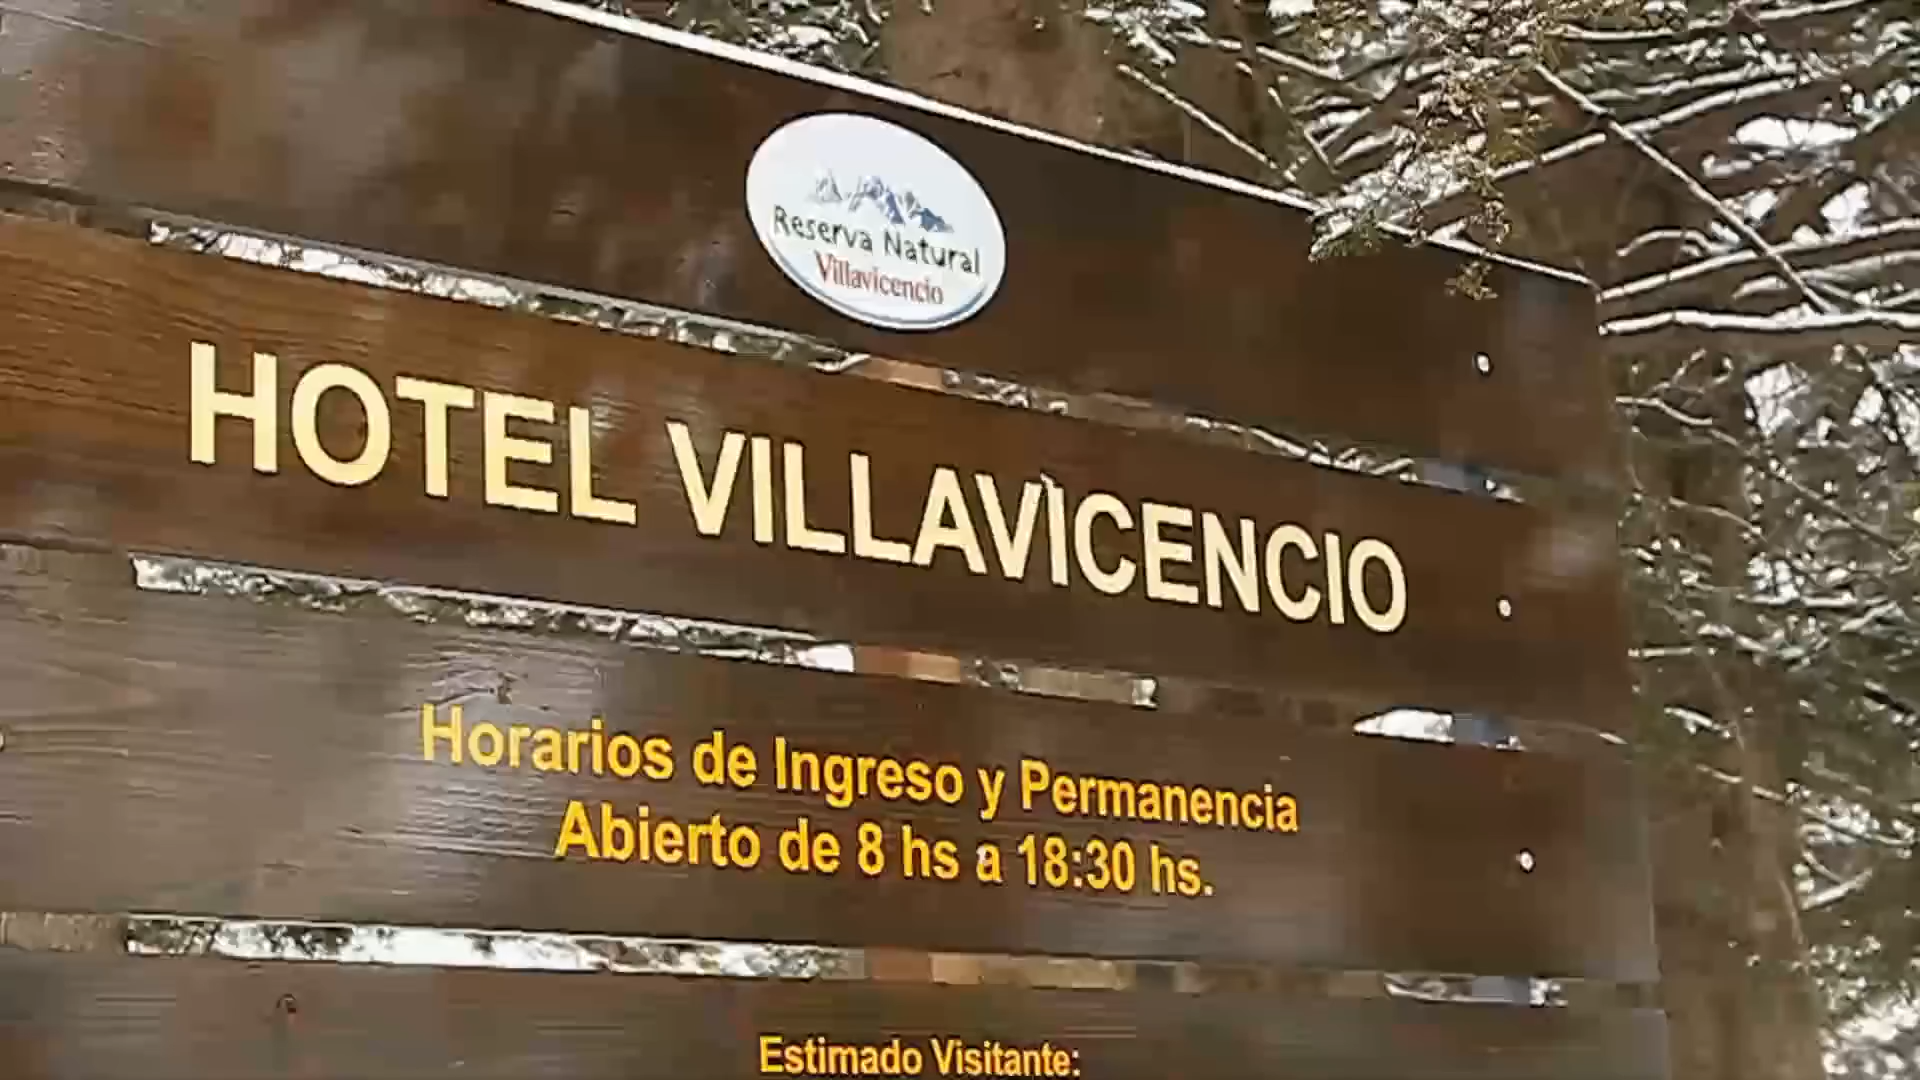 Reserva Natural
Villavicencio
HOTEL VILLAVICENCIO
Horarios de Ingreso y Permanencia
Abierto de 8 hs a 18:30 hs.
Estimado Visitante: